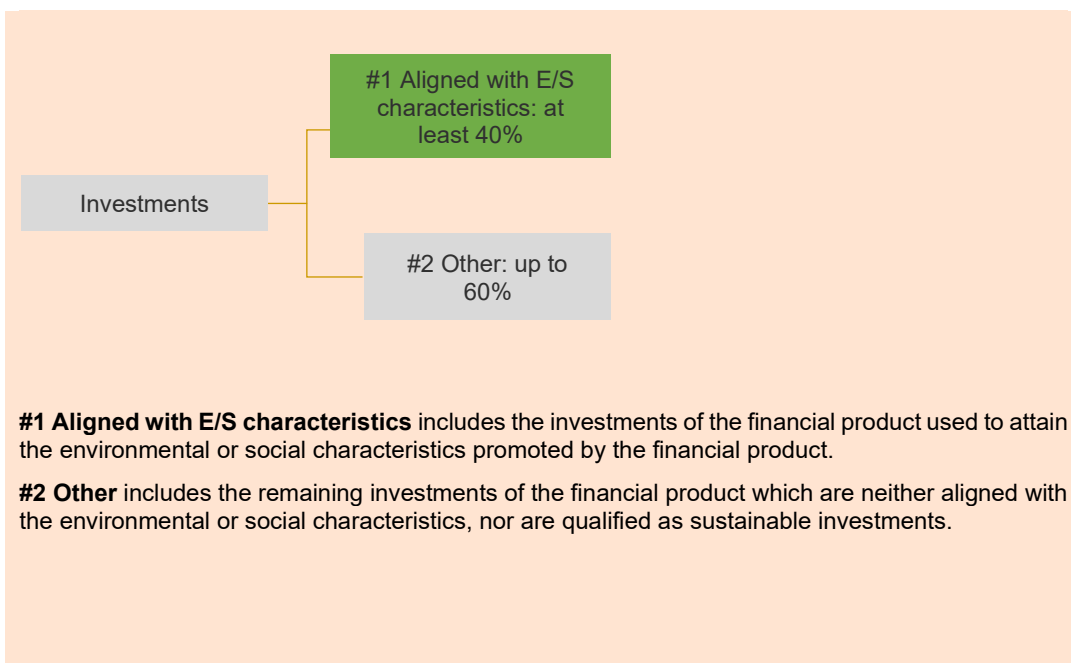 #1 Aligned with E/S
characteristics: at
least 40%
Investments
#2 Other: up to
60%
#1 Aligned with E/S characteristics includes the investments of the financial product used to attain
the environmental or social characteristics promoted by the financial product.
#2 Other includes the remaining investments of the financial product which are neither aligned with
the environmental or social characteristics, nor are qualified as sustainable investments.